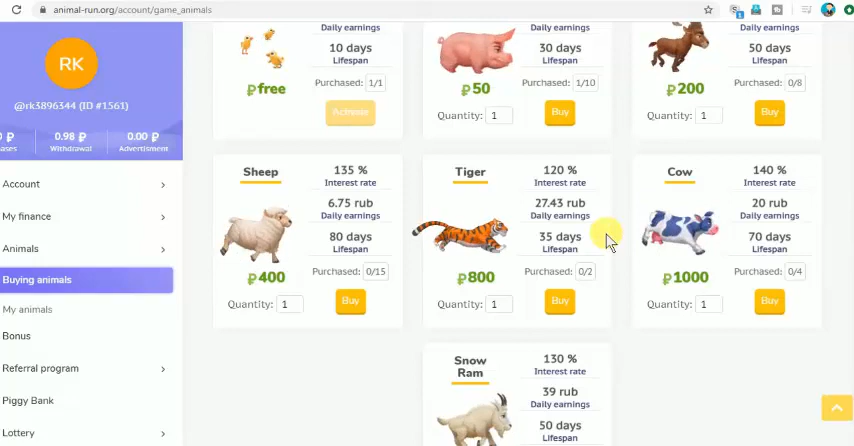 animal-run.org/account/game_animals
RK
@rk3896344 (ID #1561)
0 ₽ 0.98 ₽ 0.00 ₽
ases Withdrawal Advertisment
Account
My finance
Animals
Buying animals
My animals
Bonus
Referral program
Piggy Bank
Lottery
Daily earnings
10 days
Lifespan
Purchased: 1/1
₽free
Activate
Daily earnings
30 days
Lifespan
Purchased: 1/10
₽50
Quantity: 1
Buy
Daily earnings
50 days
Lifespan
Purchased: 0/8
₽200
Quantity: 1
Buy
Sheep
135 %
Interest rate
6.75 rub
Daily earnings
80 days
Lifespan
Purchased: 0/15
₽400
Quantity: 1
Buy
Tiger
120 %
Interest rate
27.43 rub
Daily earnings
35 days
Lifespan
Purchased: 0/2
₽800
Quantity: 1
Buy
Cow
140 %
Interest rate
20 rub
Daily earnings
70 days
Lifespan
Purchased: 0/4
₽1000
Quantity: 1
Buy
Snow
Ram
130 %
Interest rate
39 rub
Daily earnings
50 days
Lifespan